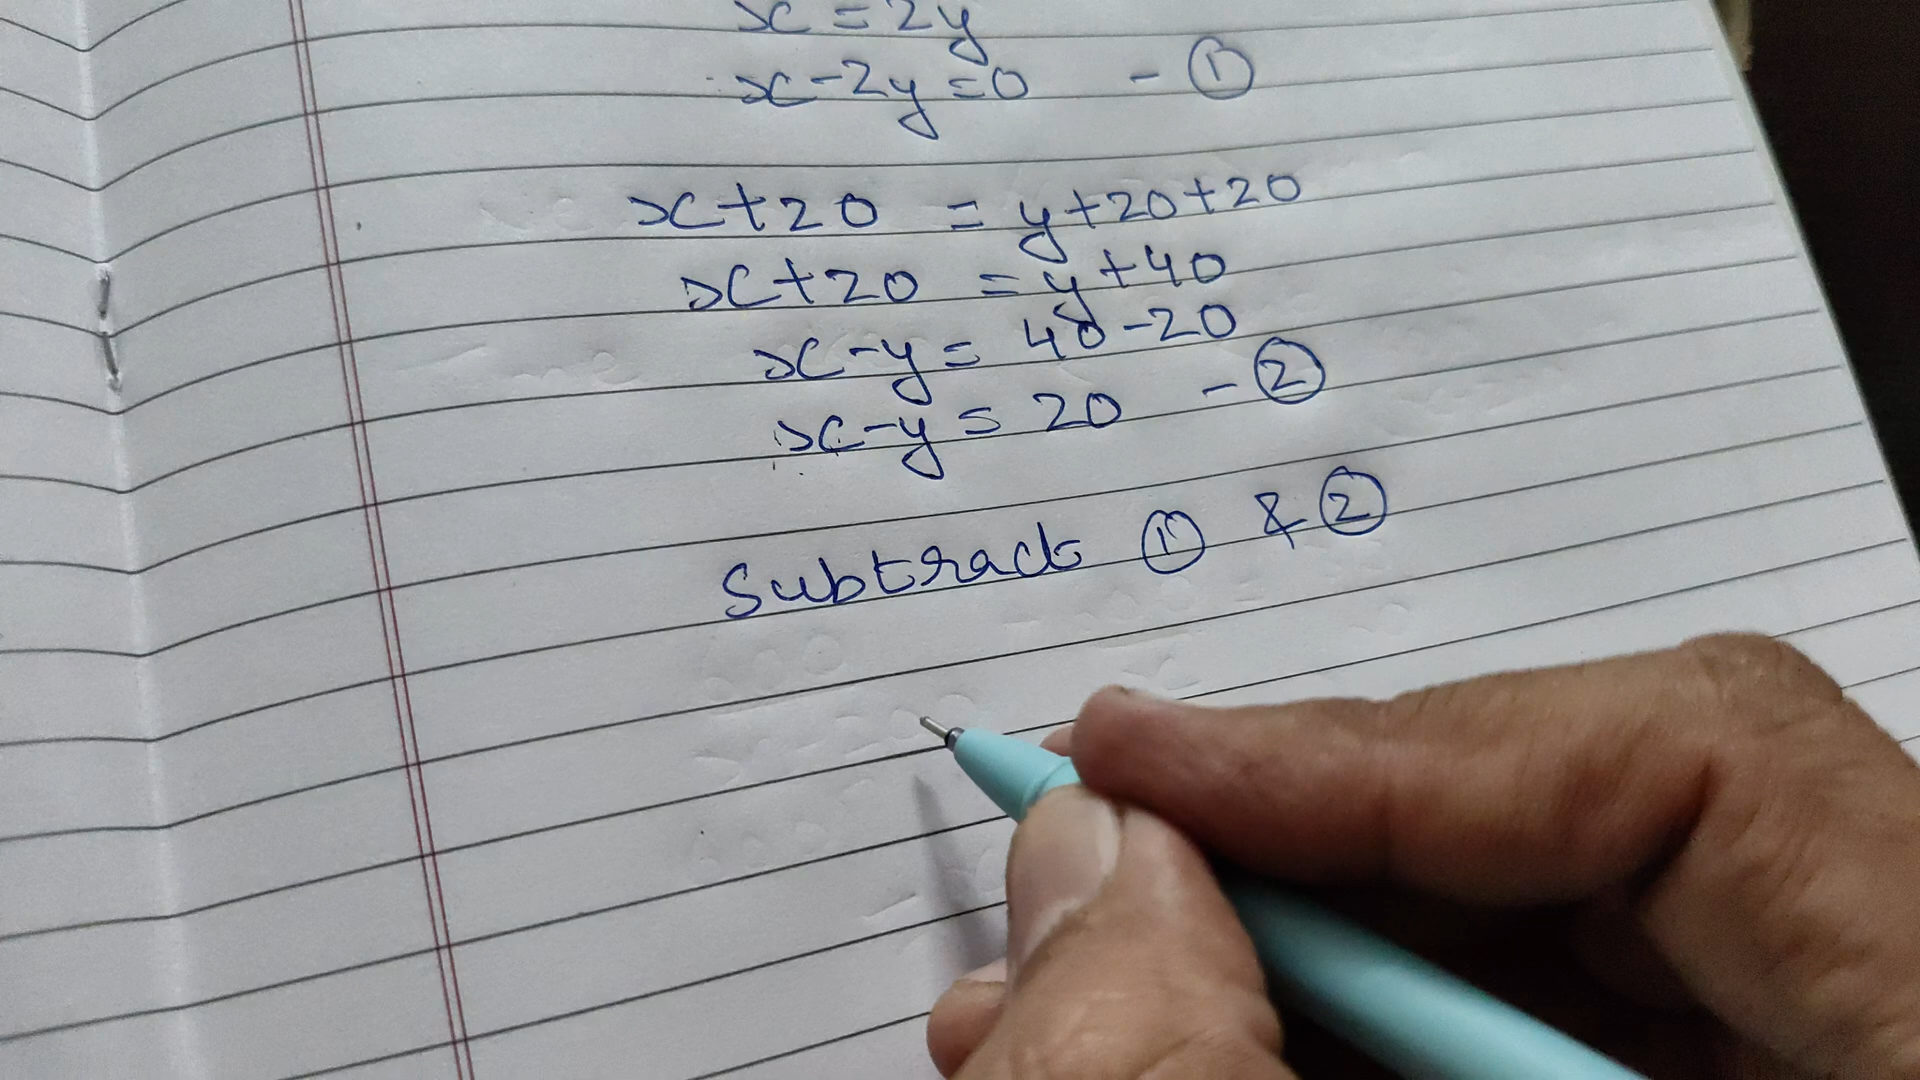 x = 2y
x - 2y = 0 - ①
x + 20 = y + 20 + 20
x + 20 = y + 40
x - y = 40 - 20
x - y = 20 - ②
Subtract ① & ②